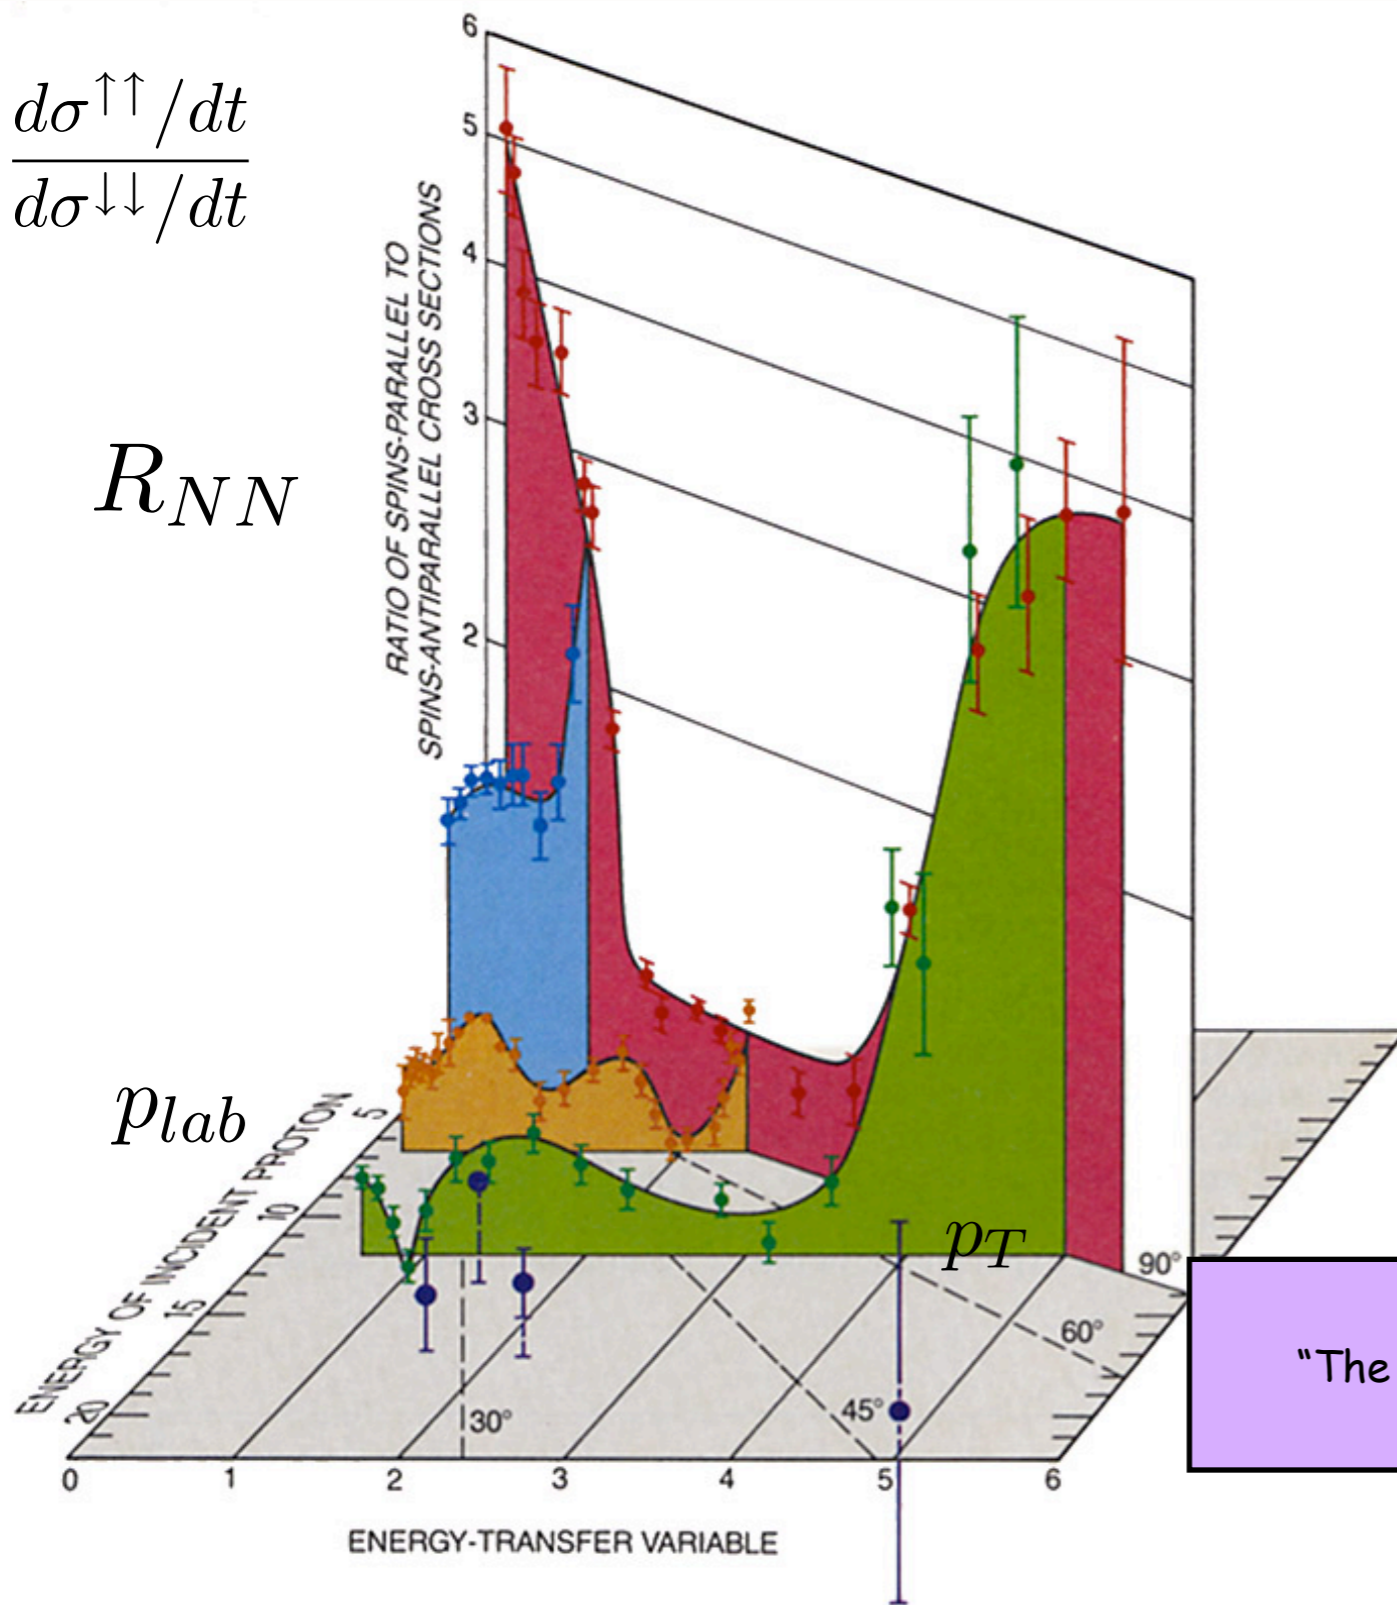 dσ↑↑/dt
dσ↓↓/dt
R_NN
RATIO OF SPINS-PARALLEL TO
SPINS-ANTIPARALLEL CROSS SECTIONS
6
5
4
3
2
p_lab
ENERGY OF INCIDENT PROTON
5
10
15
20
p_T
90°
60°
45°
30°
0 1 2 3 4 5 6
ENERGY-TRANSFER VARIABLE
“The